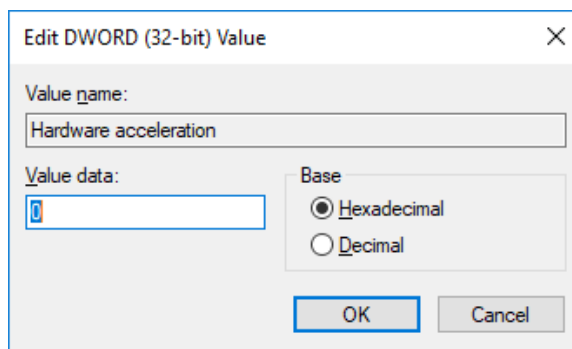 Edit DWORD (32-bit) Value
Value name:
Hardware acceleration
Value data:
0
Base
Hexadecimal
Decimal
OK
Cancel